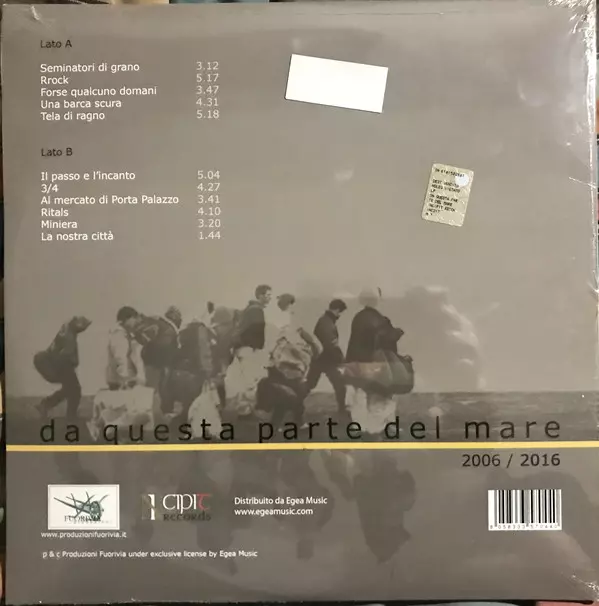 Lato A
Seminatori di grano 3.12
Rrock 5.17
Forse qualcuno domani 3.47
Una barca scura 4.31
Tela di ragno 5.18
Lato B
Il passo e l'incanto 5.04
3/4 4.27
Al mercato di Porta Palazzo 3.41
Ritals 4.10
Miniera 3.20
La nostra città 1.44
da questa parte del mare
2006 / 2016
FUORIVIA
www.produzionifuorivia.it
records
Distribuito da Egea Music
www.egeamusic.com
p & c Produzioni Fuorivia under exclusive license by Egea Music